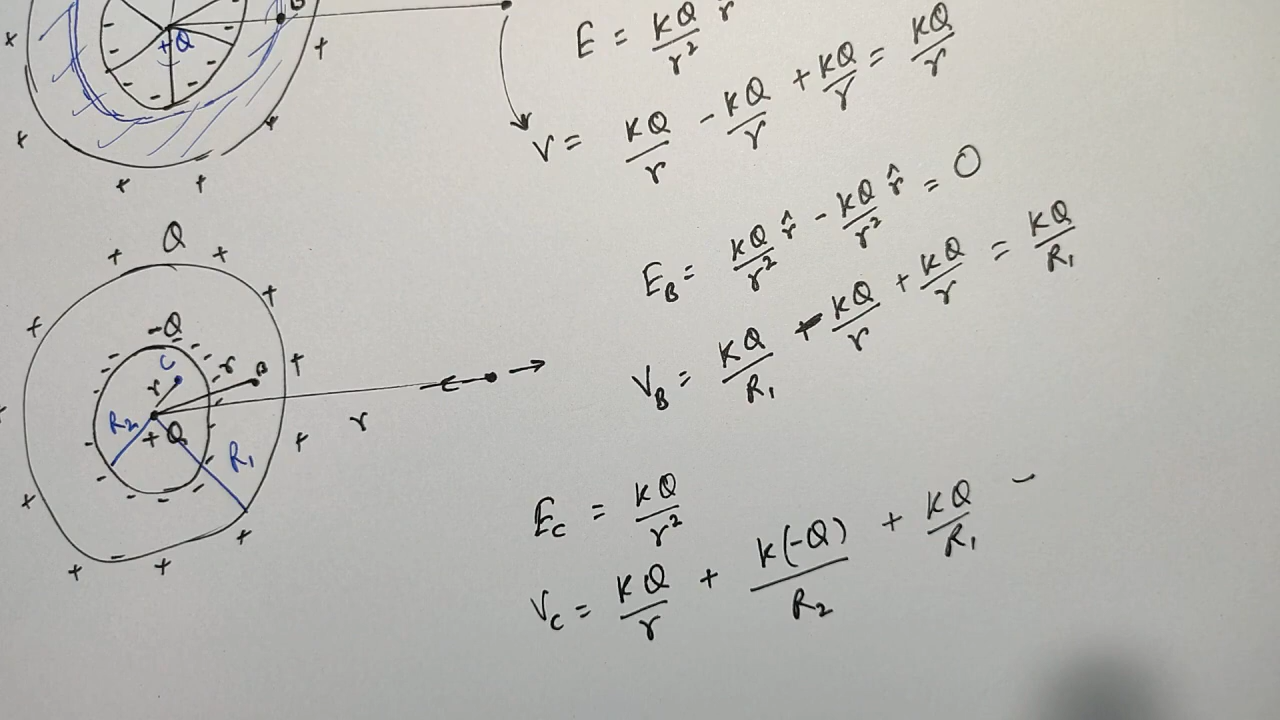 B
+Q
E = kQ/r² r̂
V = kQ/r - kQ/r + kQ/r = kQ/r
E_B = kQ/r² r̂ - kQ/r² r̂ = 0
Q
-Q
C
r
r
B
R₂
+Q
R₁
r
V_B = kQ/R₁ + kQ/r + kQ/r = kQ/R₁
E_C = kQ/r²
V_C = kQ/r + k(-Q)/R₂ + kQ/R₁